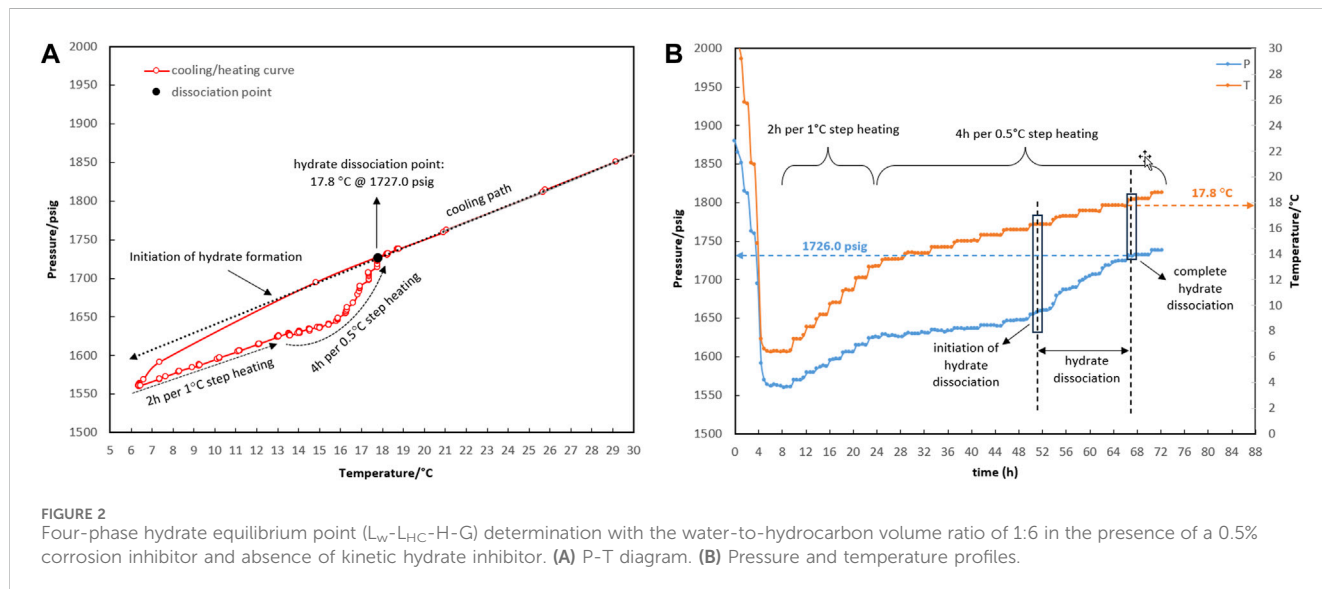 A
2000
1950
1900
1850
1800
1750
1700
1650
1600
1550
1500
Pressure/psig
5 6 7 8 9 10 11 12 13 14 15 16 17 18 19 20 21 22 23 24 25 26 27 28 29 30
Temperature/°C
cooling/heating curve
dissociation point
hydrate dissociation point:
17.8 °C @ 1727.0 psig
cooling path
Initiation of hydrate formation
2h per 1°C step heating
4h per 0.5°C step heating
B
2000
1950
1900
1850
1800
1750
1700
1650
1600
1550
1500
Pressure/psig
0 4 8 12 16 20 24 28 32 36 40 44 48 52 56 60 64 68 72 76 80 84 88
time (h)
30
28
26
24
22
20
18
16
14
12
10
8
6
4
2
0
Temperature/°C
P
T
2h per 1°C step heating
4h per 0.5°C step heating
17.8 °C
1726.0 psig
complete
hydrate
dissociation
initiation of
hydrate
dissociation
hydrate
dissociation
FIGURE 2
Four-phase hydrate equilibrium point (Lw-LHC-H-G) determination with the water-to-hydrocarbon volume ratio of 1:6 in the presence of a 0.5%
corrosion inhibitor and absence of kinetic hydrate inhibitor. (A) P-T diagram. (B) Pressure and temperature profiles.